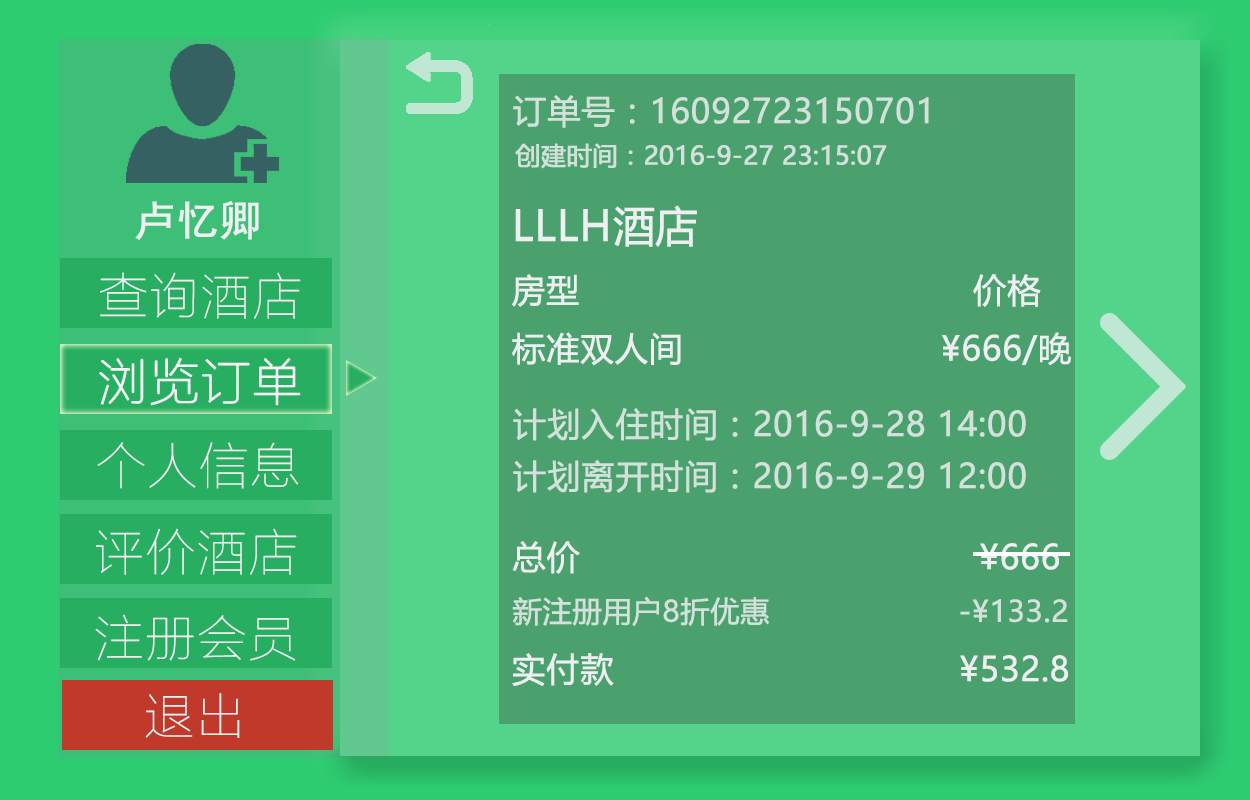 卢忆卿
查询酒店
浏览订单
个人信息
评价酒店
注册会员
退出
订单号：16092723150701
创建时间：2016-9-27 23:15:07
LLLH酒店
房型 价格
标准双人间 ¥666/晚
计划入住时间：2016-9-28 14:00
计划离开时间：2016-9-29 12:00
总价 ¥666
新注册用户8折优惠 -¥133.2
实付款 ¥532.8